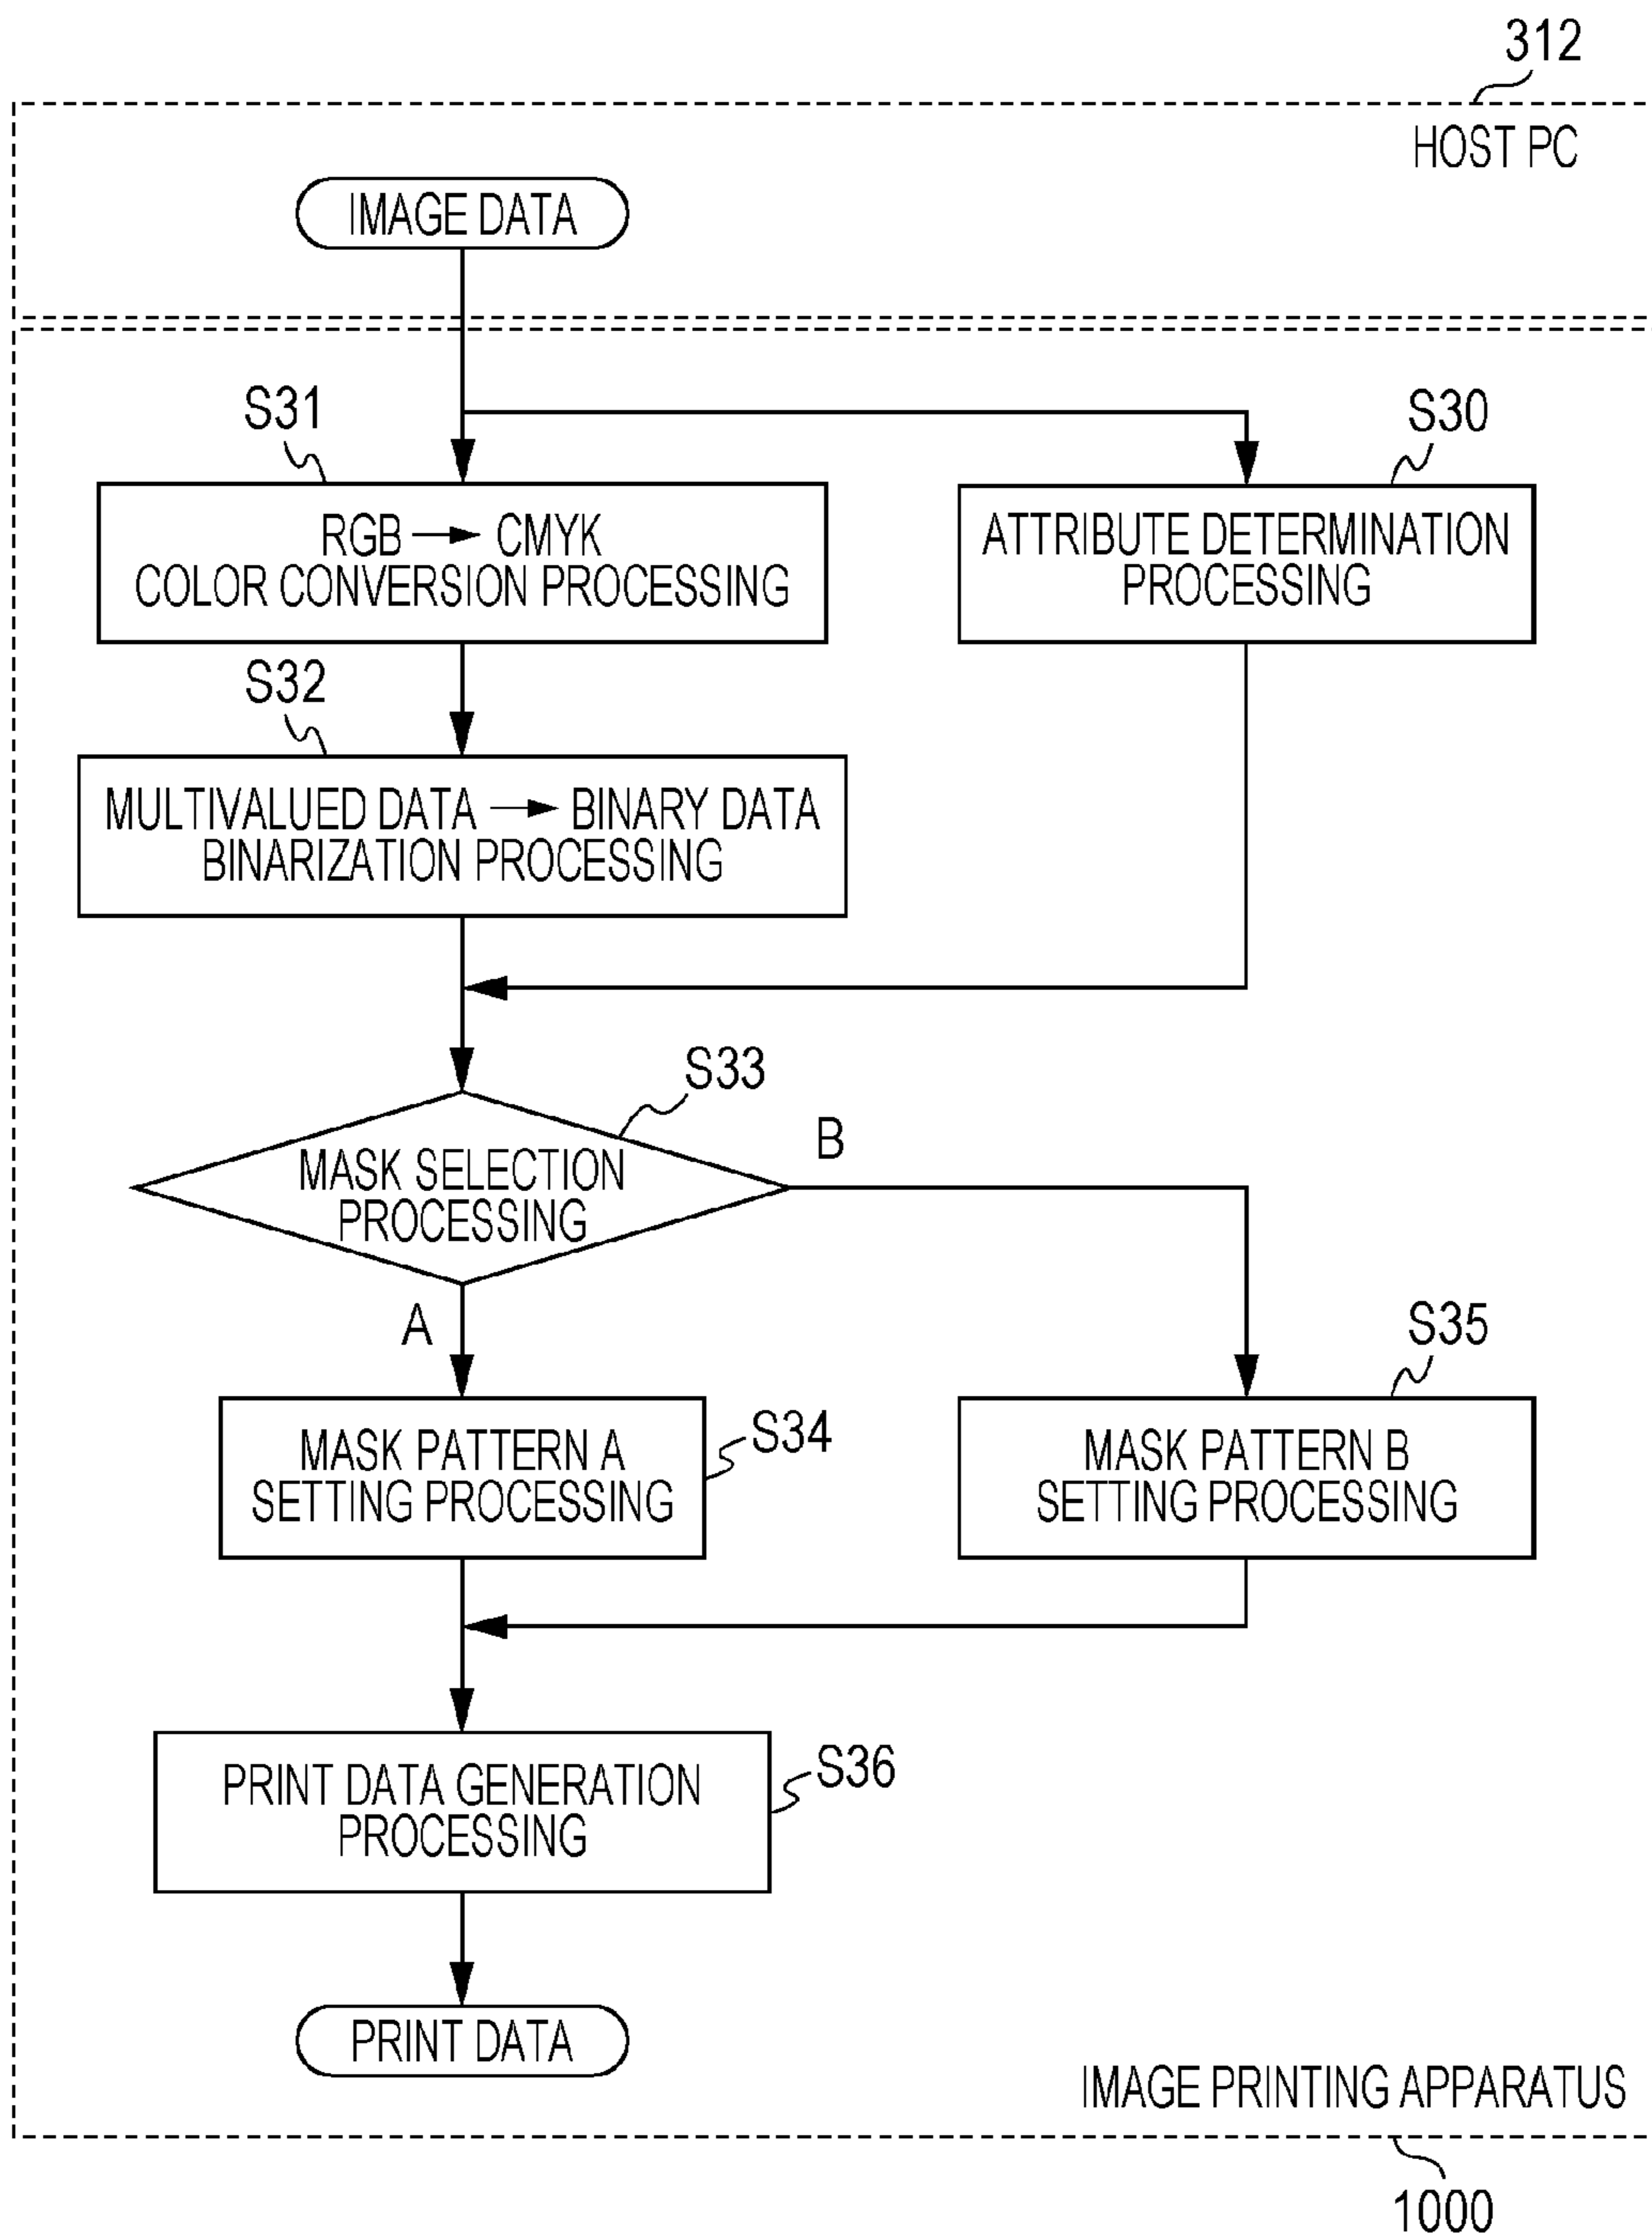 312
HOST PC
IMAGE DATA
S31
S30
RGB → CMYK
COLOR CONVERSION PROCESSING
ATTRIBUTE DETERMINATION
PROCESSING
S32
MULTIVALUED DATA → BINARY DATA
BINARIZATION PROCESSING
S33
B
MASK SELECTION
PROCESSING
A
S35
MASK PATTERN A
SETTING PROCESSING
S34
MASK PATTERN B
SETTING PROCESSING
PRINT DATA GENERATION
PROCESSING
S36
PRINT DATA
IMAGE PRINTING APPARATUS
1000